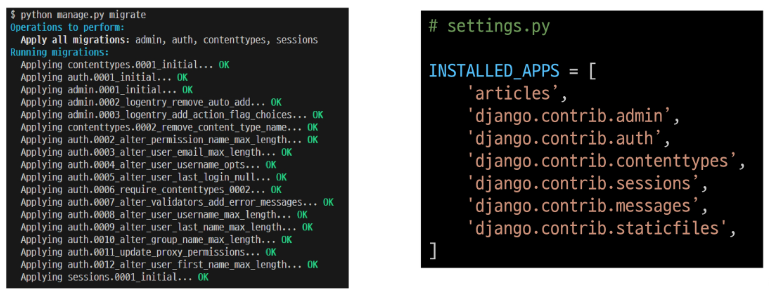 $ python manage.py migrate
Operations to perform:
  Apply all migrations: admin, auth, contenttypes, sessions
Running migrations:
  Applying contenttypes.0001_initial... OK
  Applying auth.0001_initial... OK
  Applying admin.0001_initial... OK
  Applying admin.0002_logentry_remove_auto_add... OK
  Applying admin.0003_logentry_add_action_flag_choices... OK
  Applying contenttypes.0002_remove_content_type_name... OK
  Applying auth.0002_alter_permission_name_max_length... OK
  Applying auth.0003_alter_user_email_max_length... OK
  Applying auth.0004_alter_user_username_opts... OK
  Applying auth.0005_alter_user_last_login_null... OK
  Applying auth.0006_require_contenttypes_0002... OK
  Applying auth.0007_alter_validators_add_error_messages... OK
  Applying auth.0008_alter_user_username_max_length... OK
  Applying auth.0009_alter_user_last_name_max_length... OK
  Applying auth.0010_alter_group_name_max_length... OK
  Applying auth.0011_update_proxy_permissions... OK
  Applying auth.0012_alter_user_first_name_max_length... OK
  Applying sessions.0001_initial... OK
# settings.py
INSTALLED_APPS = [
    'articles',
    'django.contrib.admin',
    'django.contrib.auth',
    'django.contrib.contenttypes',
    'django.contrib.sessions',
    'django.contrib.messages',
    'django.contrib.staticfiles',
]